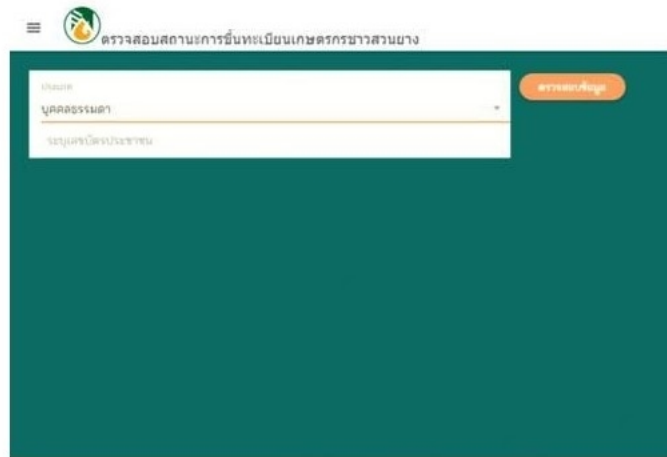 ตรวจสอบสถานะการขึ้นทะเบียนเกษตรกรชาวสวนยาง
ประเภท
บุคคลธรรมดา
ระบุเลขบัตรประชาชน
ตรวจสอบข้อมูล